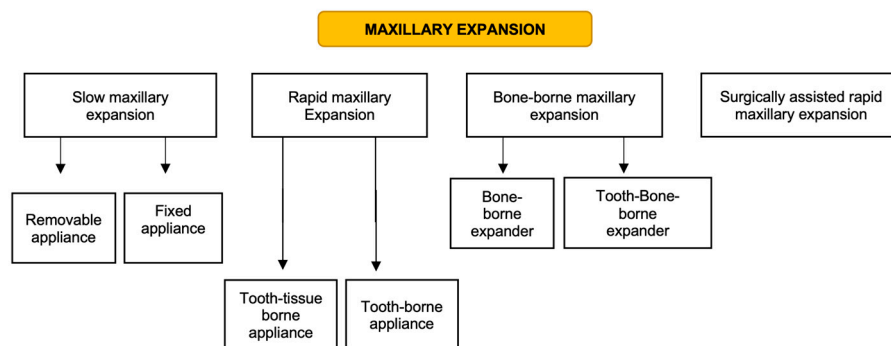 MAXILLARY EXPANSION
Slow maxillary
expansion
Rapid maxillary
Expansion
Bone-borne maxillary
expansion
Surgically assisted rapid
maxillary expansion
Removable
appliance
Fixed
appliance
Bone-
borne
expander
Tooth-Bone-
borne
expander
Tooth-tissue
borne
appliance
Tooth-borne
appliance